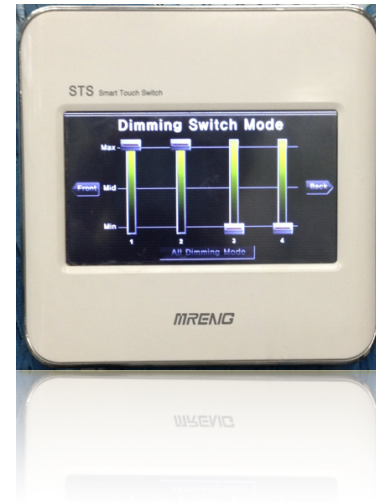 STS Smart Touch Switch
Dimming Switch Mode
Max
Front Mid Back
Min
1 2 3 4
All Dimming Mode
MRENG